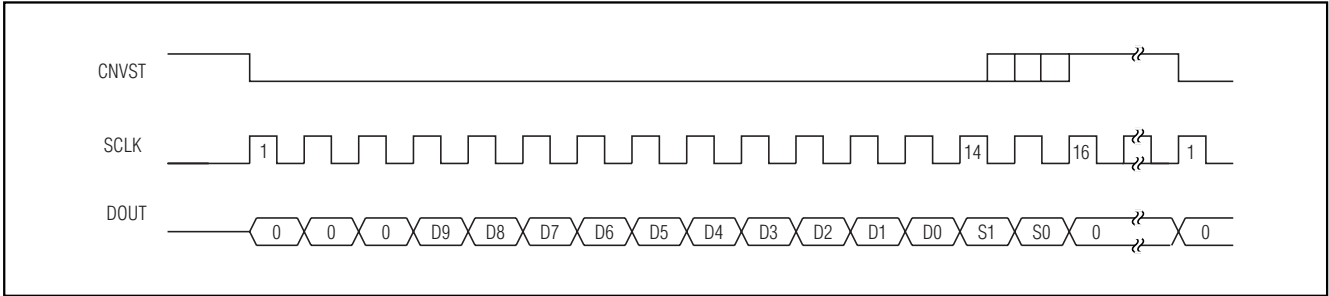 CNVST
SCLK 1 14 16 1
DOUT 0 0 0 D9 D8 D7 D6 D5 D4 D3 D2 D1 D0 S1 S0 0 0